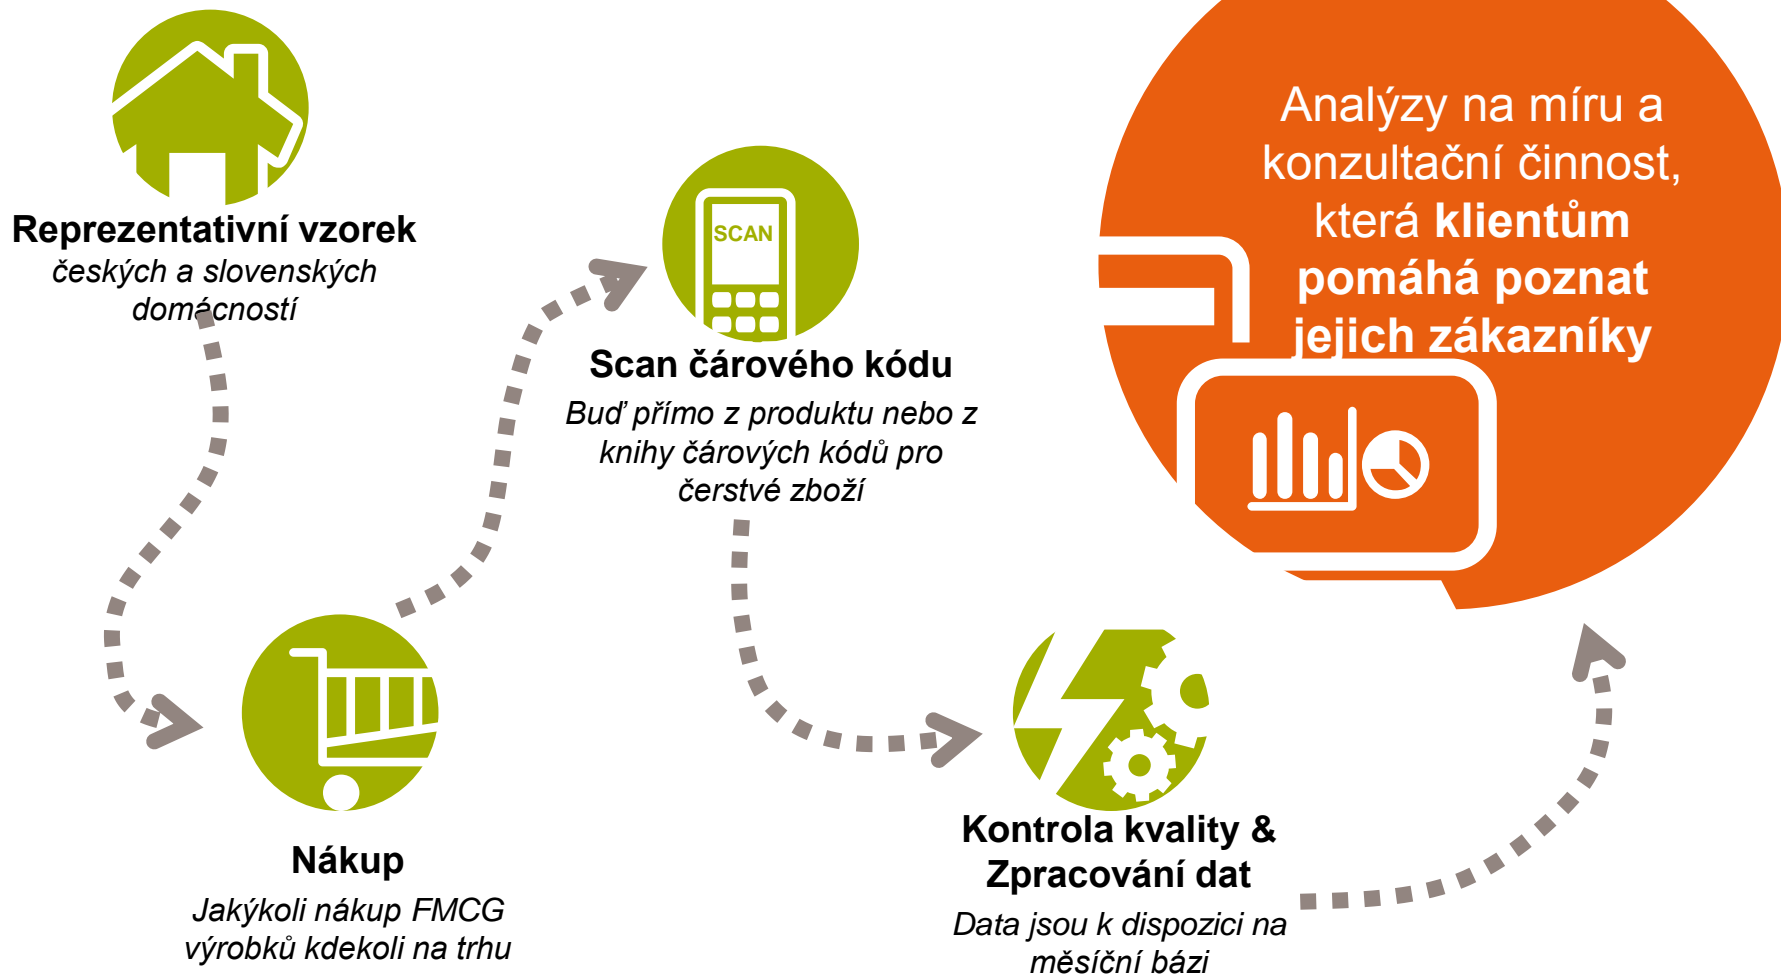 Reprezentativní vzorek
českých a slovenských
domácností
Nákup
Jakýkoli nákup FMCG
výrobků kdekoli na trhu
SCAN
Scan čárového kódu
Buď přímo z produktu nebo z
knihy čárových kódů pro
čerstvé zboží
Kontrola kvality &
Zpracování dat
Data jsou k dispozici na
měsíční bázi
Analýzy na míru a
konzultační činnost,
která klientům
pomáhá poznat
jejich zákazníky